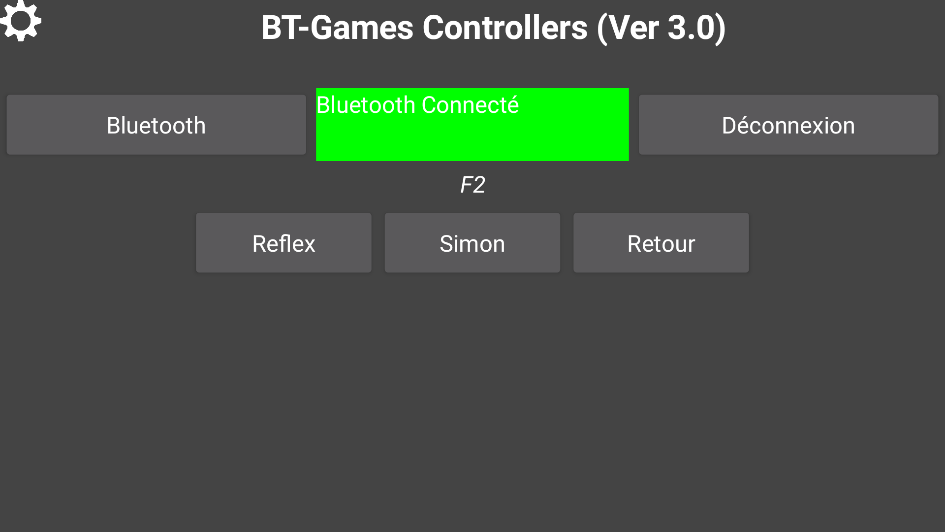 BT-Games Controllers (Ver 3.0)
Bluetooth
Bluetooth Connecté
Déconnexion
F2
Reflex
Simon
Retour